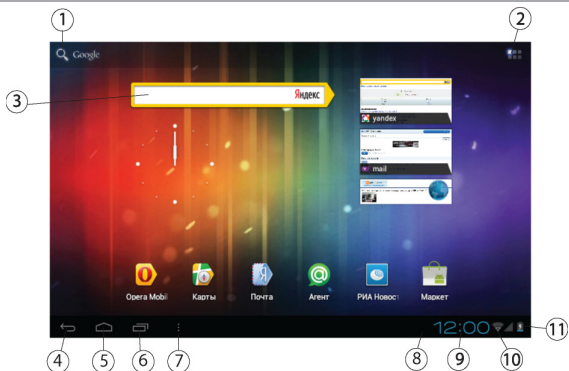 1
2
Google
3
Яндекс
yandex
mail
Opera Mobil
Карты
Почта
Агент
РИА Новост
Маркет
12:00
4
5
6
7
8
9
10
11